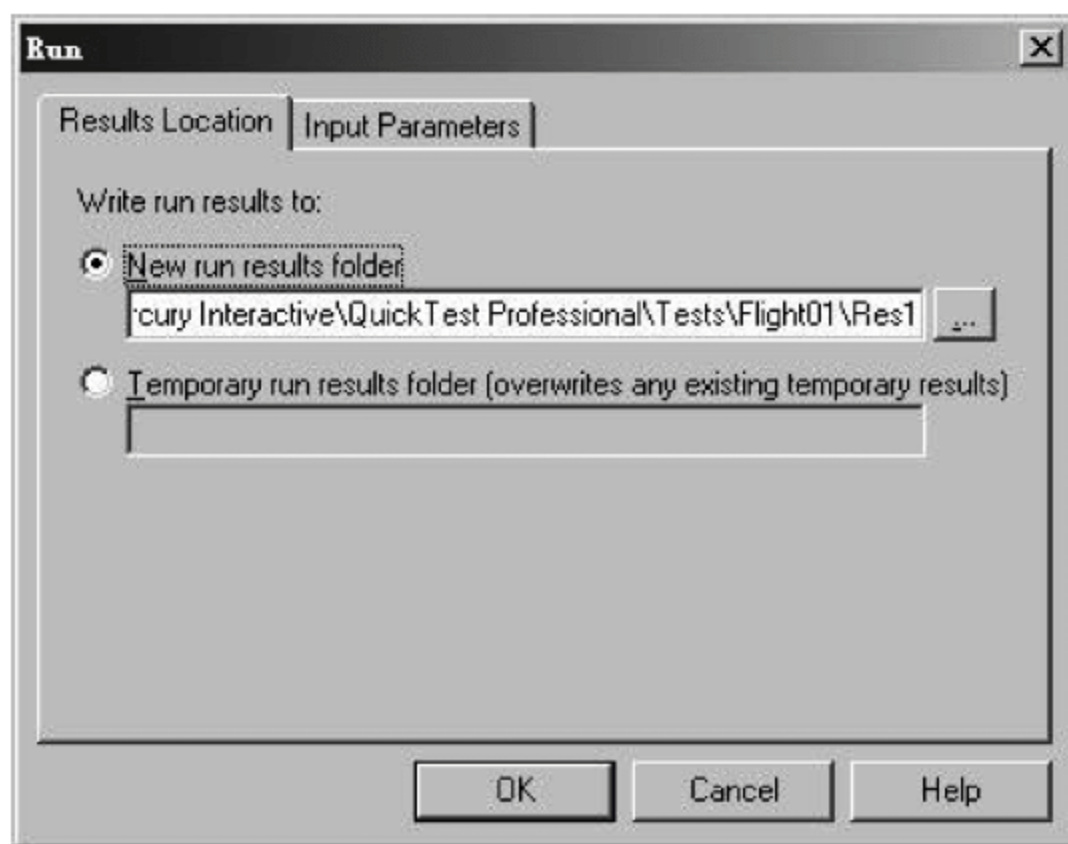 Run
Results Location
Input Parameters
Write run results to:
New run results folder
cury Interactive\QuickTest Professional\Tests\Flight01\Res1
...
Temporary run results folder (overwrites any existing temporary results)
OK
Cancel
Help